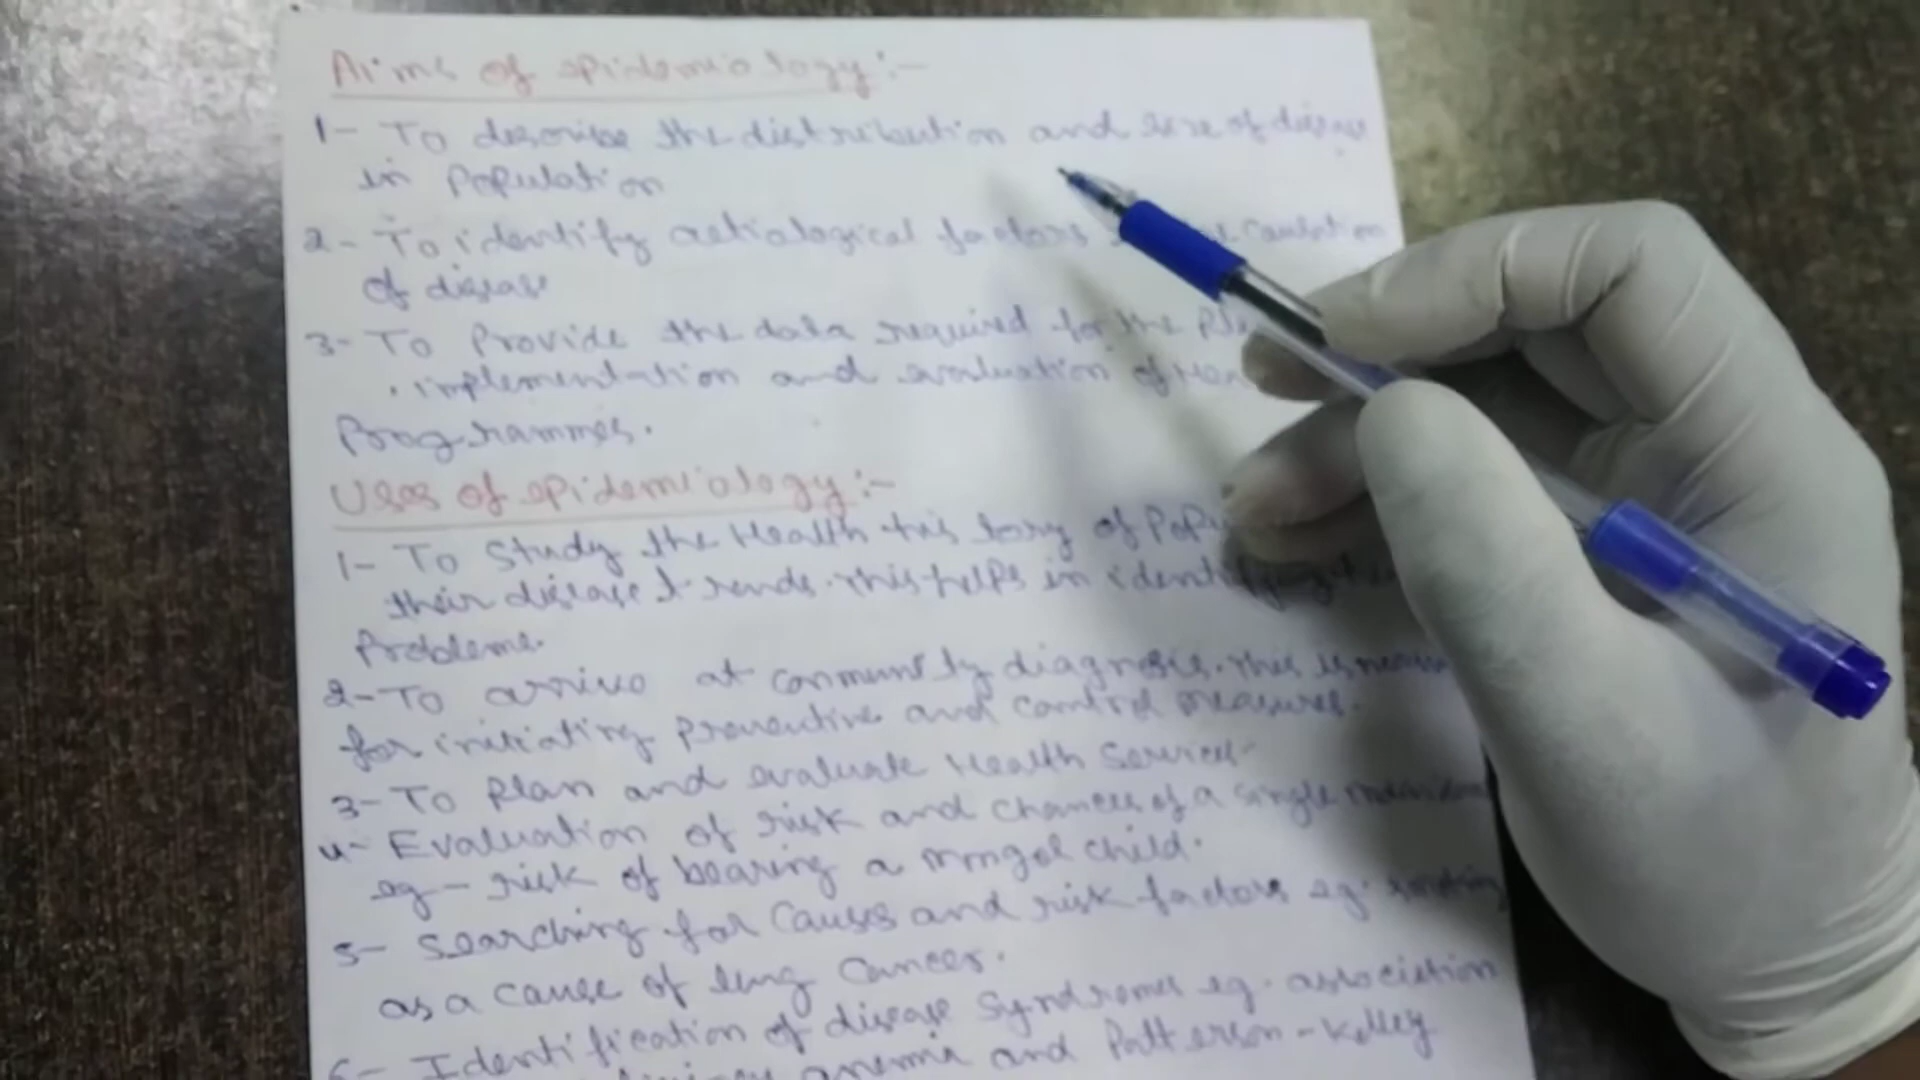 Aims of epidemiology:-
1- To describe the distribution and size of disease
in Population
2- To identify aetiological factors causation
of disease
3- To Provide the data required for the
implementation and evaluation of
Programmes.
Uses of epidemiology:-
1- To Study the Health history of
their disease trends. This helps in identifying
Problems.
2- To arrive at community diagnosis. This is
for initiating preventive and control measures.
3- To Plan and evaluate Health Services
4- Evaluation of risk and chances of a single
eg- risk of bearing a mongol child.
5- Searching for Causes and risk factors eg. smoking
as a cause of lung Cancer.
6- Identification of disease Syndromes eg. association
anemia and Patterson-Kelley